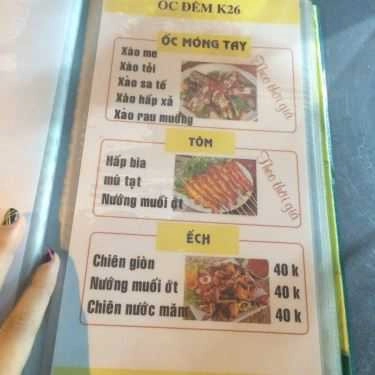 ỐC ĐÊM K26
ỐC MÓNG TAY
Xào me
Xào tỏi
Xào sa tế
Xào hấp xả
Xào rau muống
Theo thời giá
TÔM
Hấp bia
mù tạt
Nướng muối ớt
Theo thời giá
ẾCH
Chiên giòn 40 k
Nướng muối ớt 40 k
Chiên nước mắm 40 k